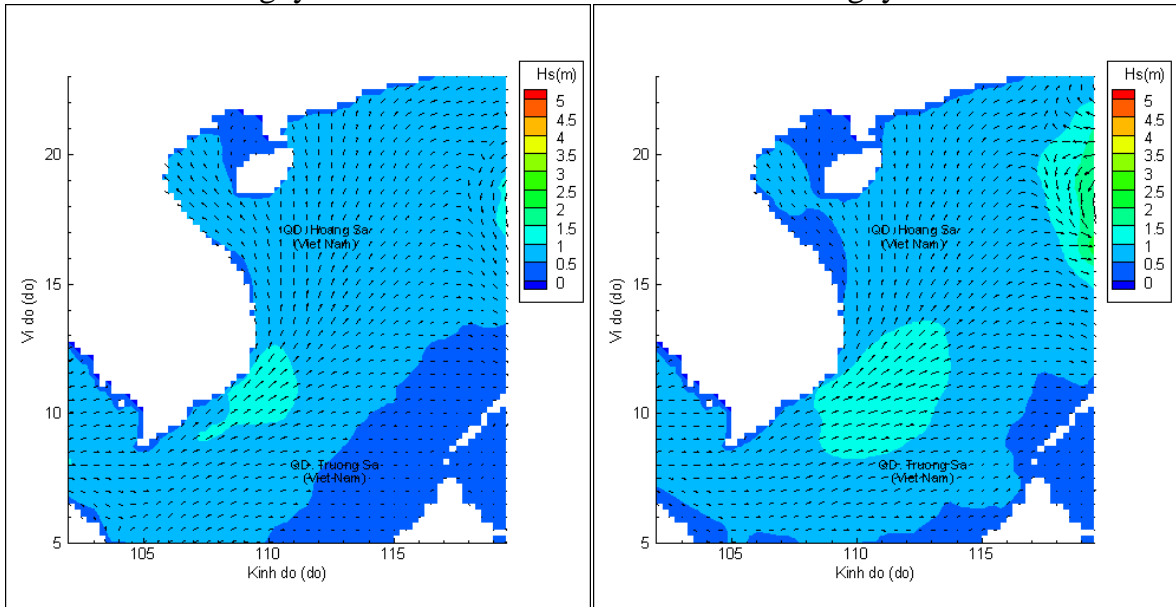 Hs(m)
5
4.5
4
3.5
3
2.5
2
1.5
1
0.5
0
20
15
10
5
Vi do (do)
QD. Hoang Sa
(Viet Nam)
QD. Truong Sa
(Viet Nam)
105 110 115
Kinh do (do)
Hs(m)
5
4.5
4
3.5
3
2.5
2
1.5
1
0.5
0
20
15
10
5
Vi do (do)
QD. Hoang Sa
(Viet Nam)
QD. Truong Sa
(Viet Nam)
105 110 115
Kinh do (do)